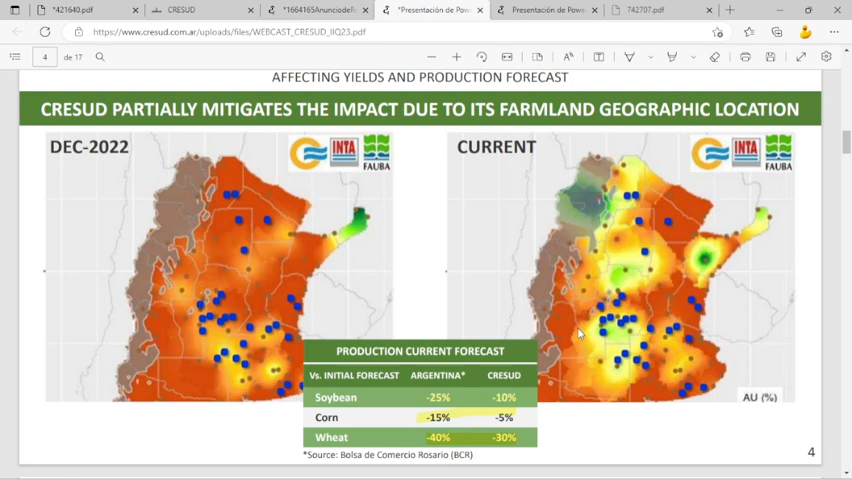 *421640.pdf
CRESUD
*1664165AnunciodeFe
*Presentación de Powe
Presentación de Powe
742707.pdf
https://www.cresud.com.ar/uploads/files/WEBCAST_CRESUD_IIQ23.pdf
4
de 17
AFFECTING YIELDS AND PRODUCTION FORECAST
CRESUD PARTIALLY MITIGATES THE IMPACT DUE TO ITS FARMLAND GEOGRAPHIC LOCATION
DEC-2022
INTA
FAUBA
CURRENT
INTA
FAUBA
PRODUCTION CURRENT FORECAST
Vs. INITIAL FORECAST ARGENTINA* CRESUD
Soybean -25% -10%
Corn -15% -5%
Wheat -40% -30%
AU (%)
*Source: Bolsa de Comercio Rosario (BCR)
4